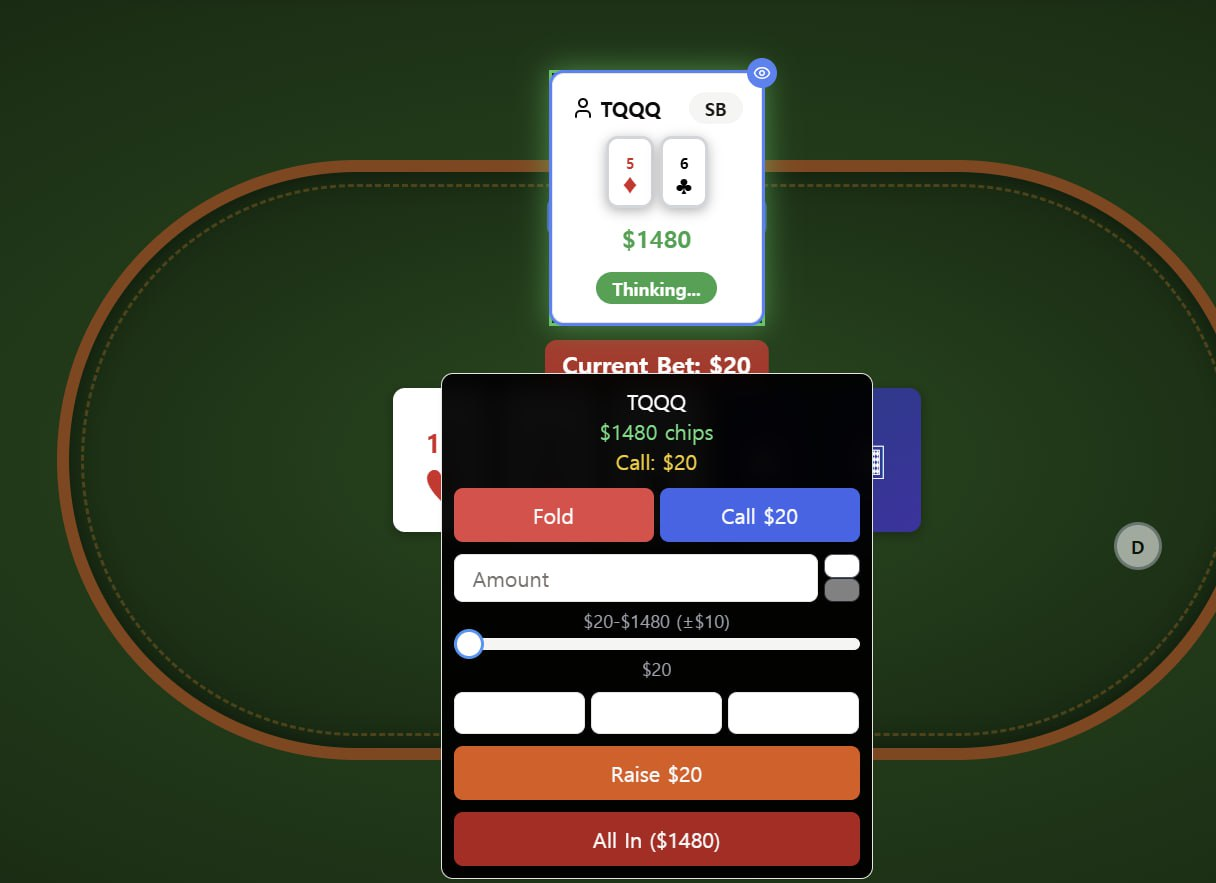 TQQQ SB
5 6
$1480
Thinking...
Current Bet: $20
TQQQ
$1480 chips
Call: $20
1
Fold Call $20
Amount
$20-$1480 (±$10)
$20
D
Raise $20
All In ($1480)